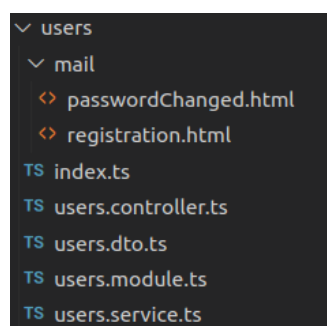 users
mail
<> passwordChanged.html
<> registration.html
TS index.ts
TS users.controller.ts
TS users.dto.ts
TS users.module.ts
TS users.service.ts